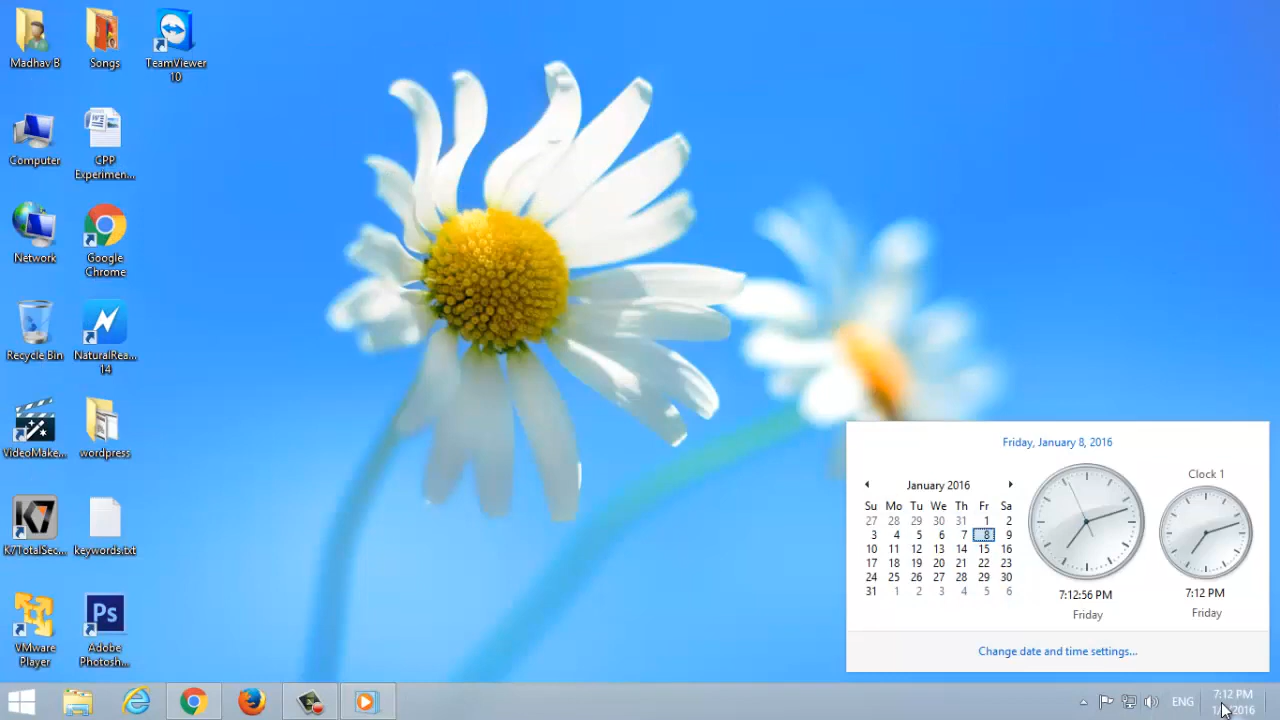 Madhav B
Songs
TeamViewer
10
Computer
CPP
Experimen...
Network
Google
Chrome
Recycle Bin
NaturalRea...
14
VideoMake...
wordpress
K7TotalSec...
keywords.txt
VMware
Player
Ps
Adobe
Photosh...
Friday, January 8, 2016
January 2016
Su Mo Tu We Th Fr Sa
27 28 29 30 31 1 2
3 4 5 6 7 8 9
10 11 12 13 14 15 16
17 18 19 20 21 22 23
24 25 26 27 28 29 30
31 1 2 3 4 5 6
7:12:56 PM
Friday
Clock 1
7:12 PM
Friday
Change date and time settings...
ENG
7:12 PM